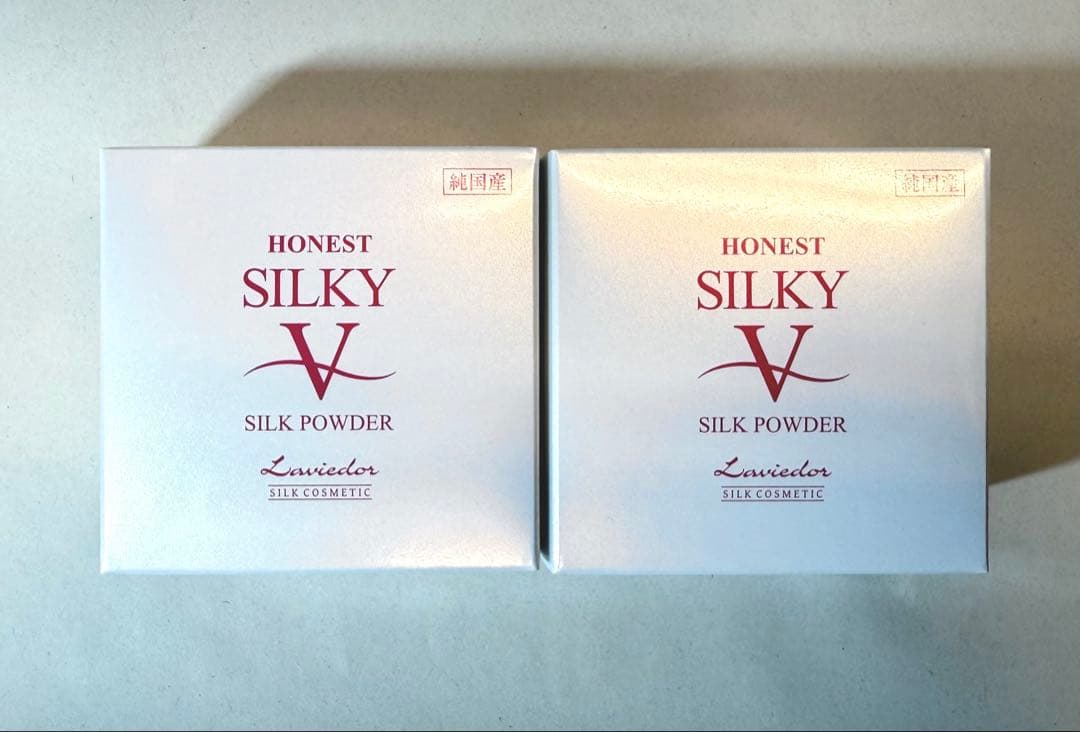 純国産
HONEST
SILKY
V
SILK POWDER
Laviedor
SILK COSMETIC
純国産
HONEST
SILKY
V
SILK POWDER
Laviedor
SILK COSMETIC